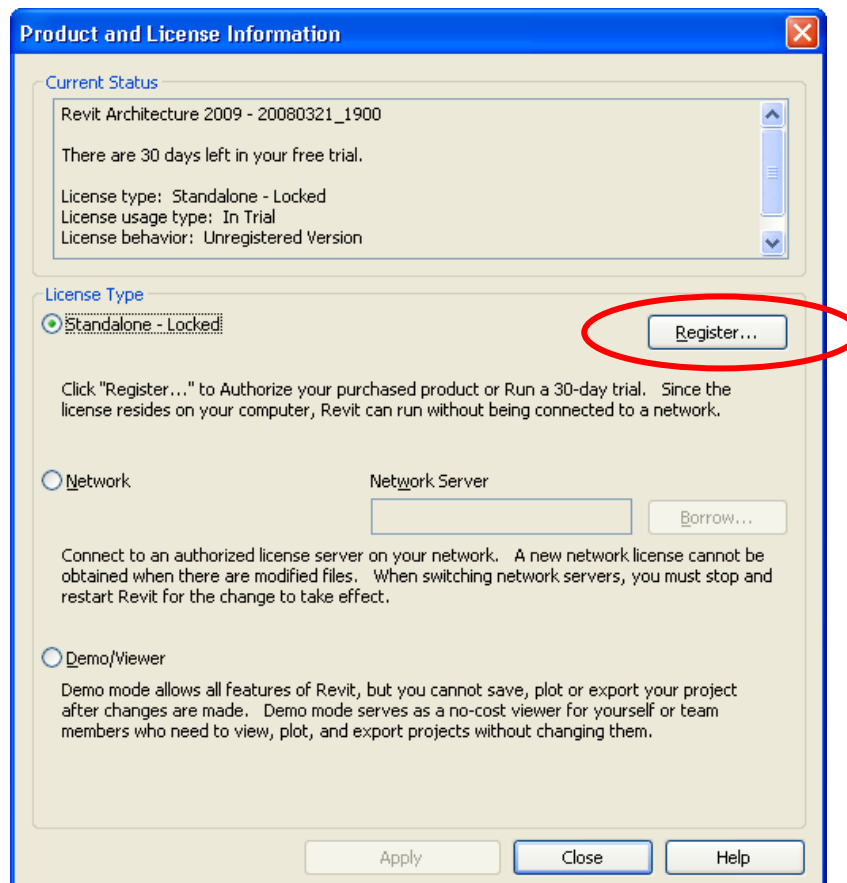 Product and License Information
Current Status
Revit Architecture 2009 - 20080321_1900
There are 30 days left in your free trial.
License type:  Standalone - Locked
License usage type:  In Trial
License behavior:  Unregistered Version
License Type
Standalone - Locked
Register...
Click "Register..." to Authorize your purchased product or Run a 30-day trial.  Since the
license resides on your computer, Revit can run without being connected to a network.
Network
Network Server
Borrow...
Connect to an authorized license server on your network.  A new network license cannot be
obtained when there are modified files.  When switching network servers, you must stop and
restart Revit for the change to take effect.
Demo/Viewer
Demo mode allows all features of Revit, but you cannot save, plot or export your project
after changes are made.  Demo mode serves as a no-cost viewer for yourself or team
members who need to view, plot, and export projects without changing them.
Apply
Close
Help